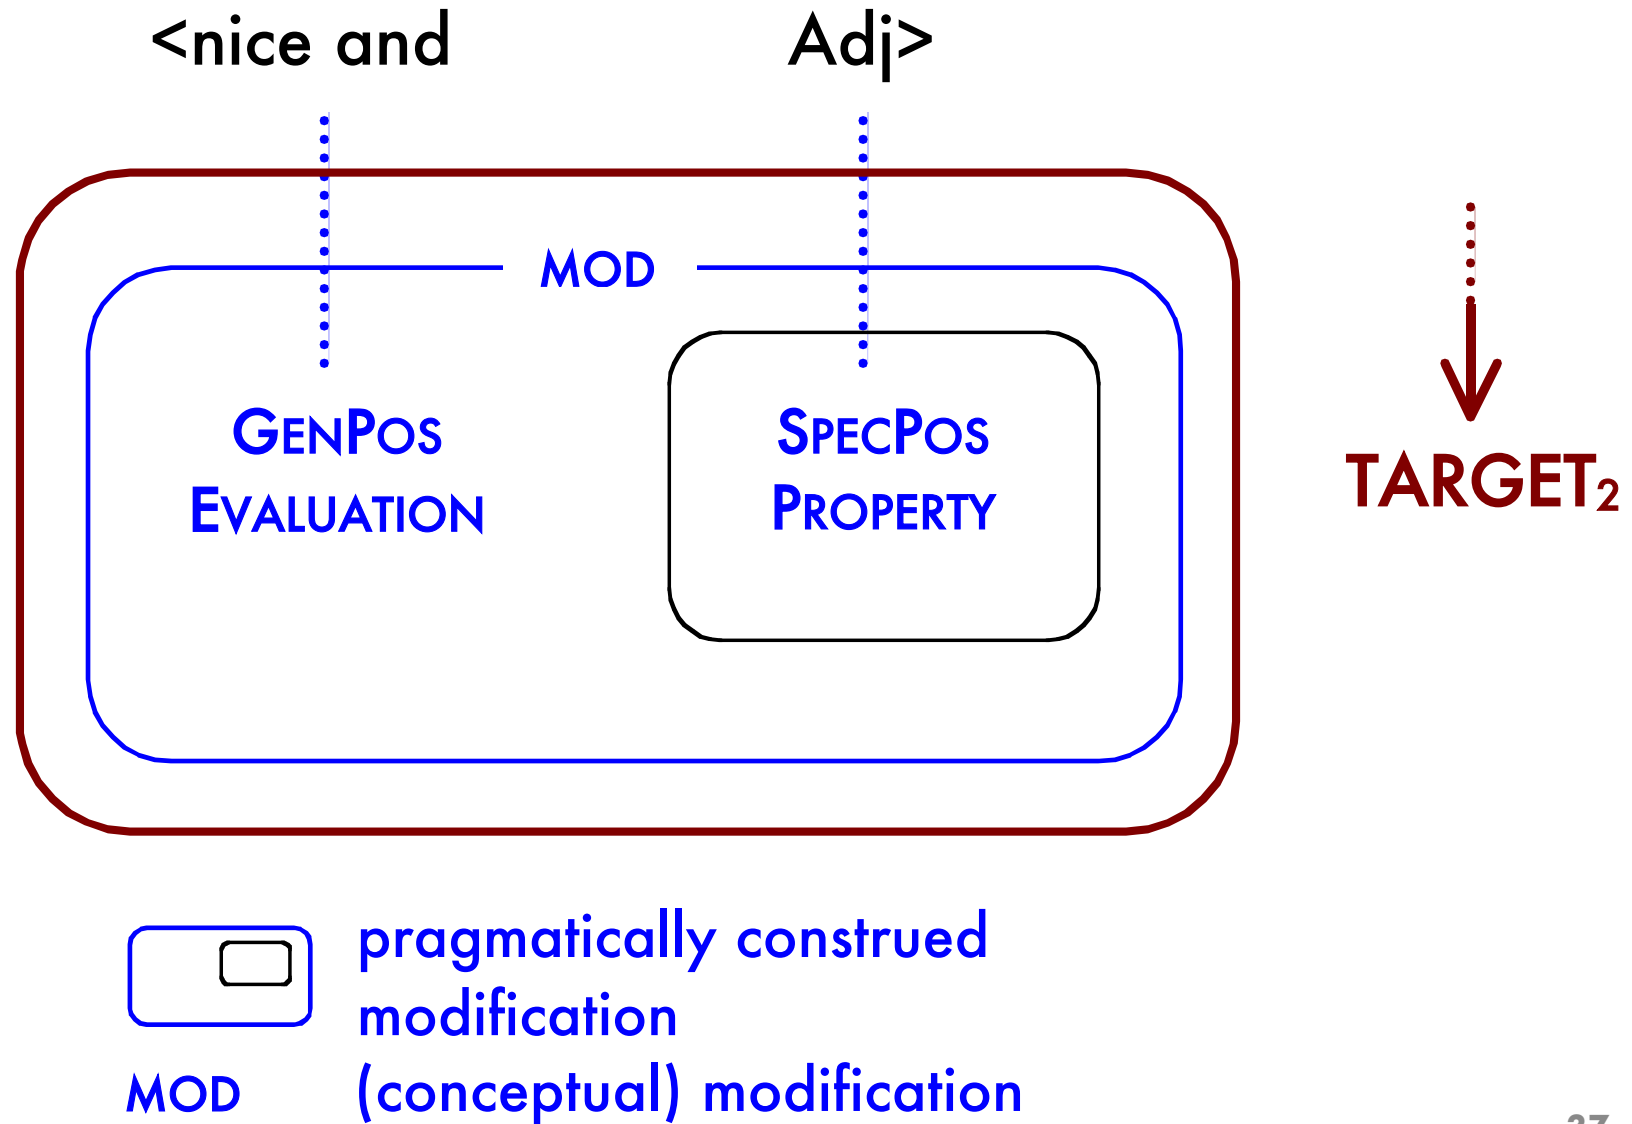 <nice and Adj>
MOD
GENPOS SPECPOS
EVALUATION PROPERTY
TARGET₂
pragmatically construed
modification
MOD (conceptual) modification